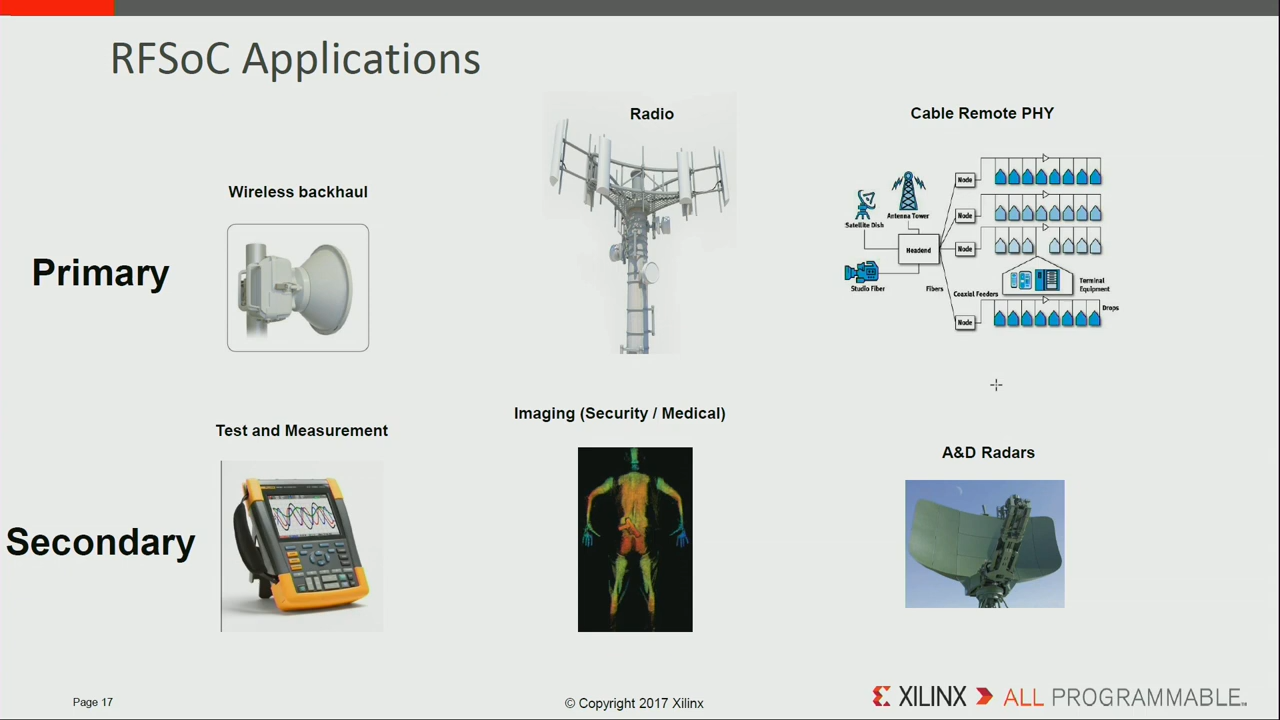 RFSoC Applications
Radio
Cable Remote PHY
Wireless backhaul
Primary
Node
Node
Node
Node
Satellite Dish
Antenna Tower
Headend
Studio Fiber
Fibers
Coaxial Feeders
Terminal
Equipment
Drops
Imaging (Security / Medical)
Test and Measurement
A&D Radars
Secondary
Page 17
© Copyright 2017 Xilinx
XILINX
ALL PROGRAMMABLE™